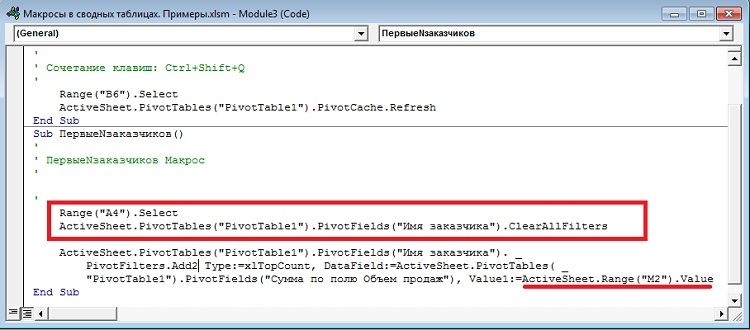 Макросы в сводных таблицах. Примеры.xlsm - Module3 (Code)
(General) ПервыеNзаказчиков
'
' Сочетание клавиш: Ctrl+Shift+Q
'
Range("B6").Select
ActiveSheet.PivotTables("PivotTable1").PivotCache.Refresh
End Sub
Sub ПервыеNзаказчиков()
'
' ПервыеNзаказчиков Макрос
'
'
Range("A4").Select
ActiveSheet.PivotTables("PivotTable1").PivotFields("Имя заказчика").ClearAllFilters
ActiveSheet.PivotTables("PivotTable1").PivotFields("Имя заказчика"). _
PivotFilters.Add2 Type:=xlTopCount, DataField:=ActiveSheet.PivotTables( _
"PivotTable1").PivotFields("Сумма по полю Объем продаж"), Value1:=ActiveSheet.Range("M2").Value
End Sub